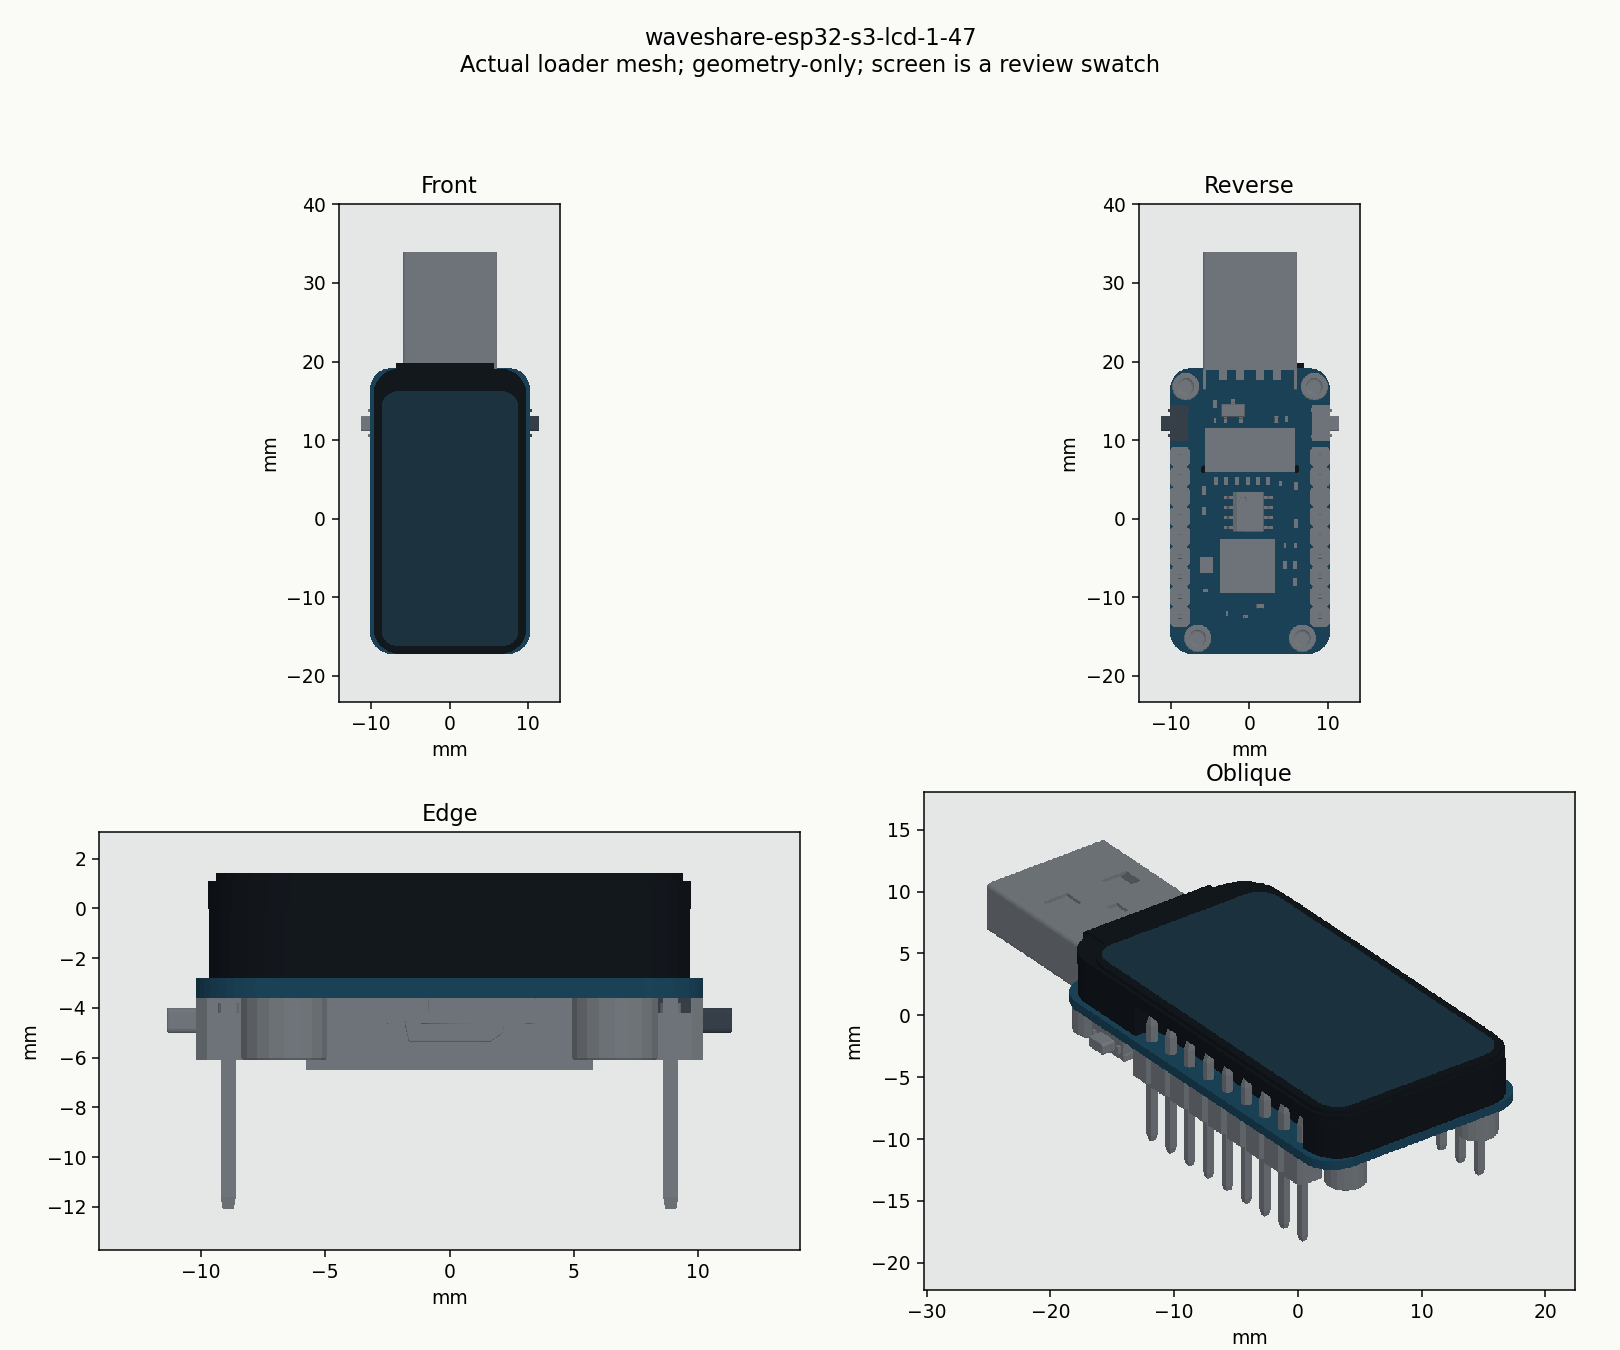 waveshare-esp32-s3-lcd-1-47
Actual loader mesh; geometry-only; screen is a review swatch
Front
40
30
20
10
0
−10
−20
mm
−10 0 10
mm
Reverse
40
30
20
10
0
−10
−20
mm
−10 0 10
mm
Edge
2
0
−2
−4
−6
−8
−10
−12
mm
−10 −5 0 5 10
mm
Oblique
15
10
5
0
−5
−10
−15
−20
mm
−30 −20 −10 0 10 20
mm